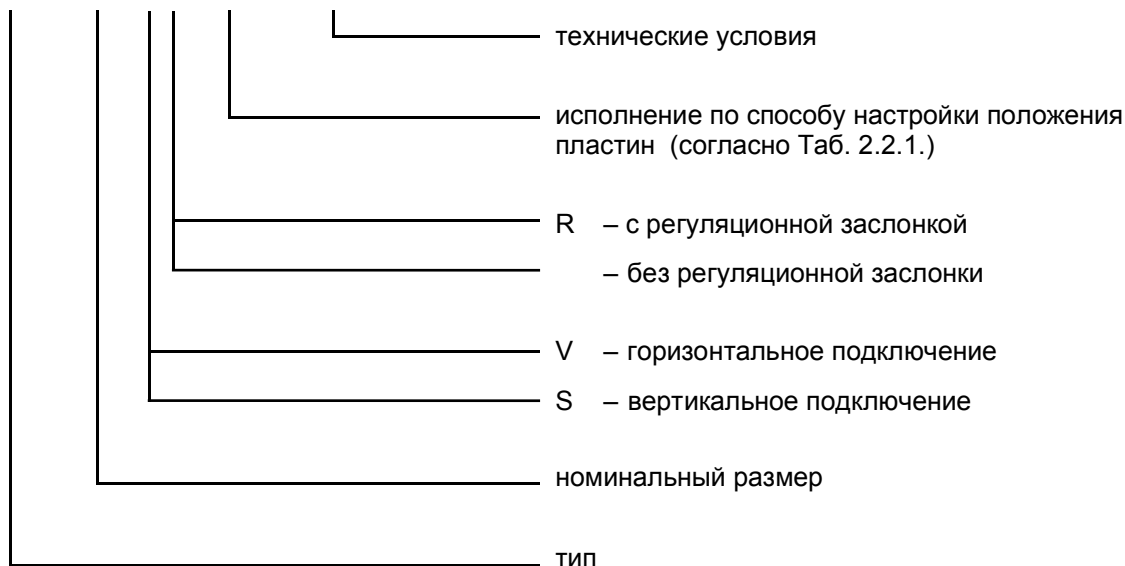 технические условия
исполнение по способу настройки положения
пластин (согласно Таб. 2.2.1.)
R – с регуляционной заслонкой
– без регуляционной заслонки
V – горизонтальное подключение
S – вертикальное подключение
номинальный размер
тип